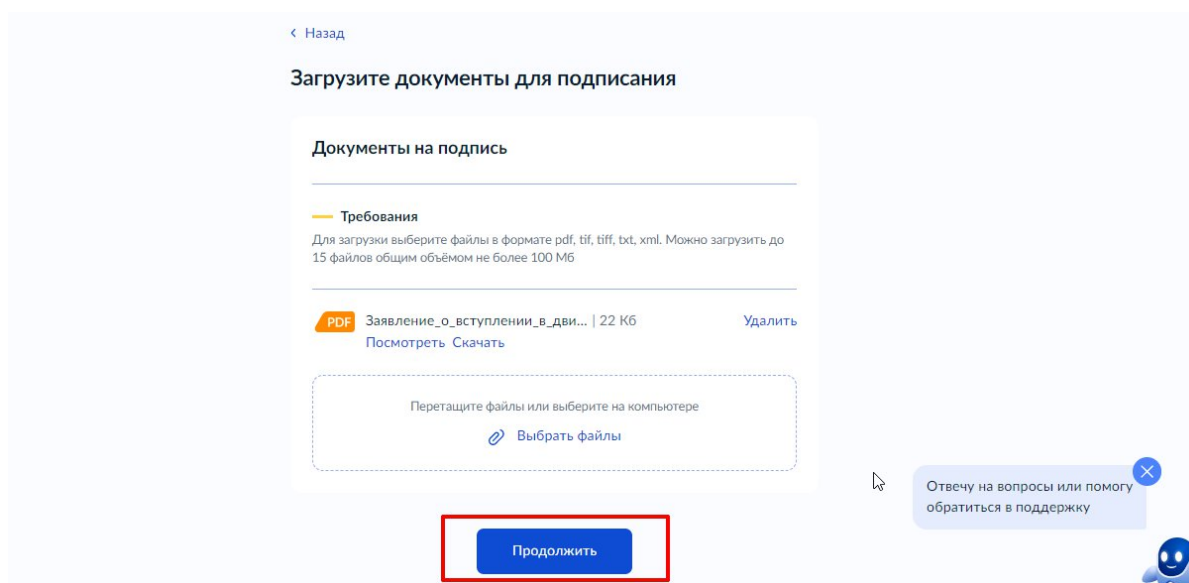 Назад
Загрузите документы для подписания
Документы на подпись
Требования
Для загрузки выберите файлы в формате pdf, tif, tiff, txt, xml. Можно загрузить до
15 файлов общим объёмом не более 100 Мб
PDF Заявление_о_вступлении_в_дви... | 22 Кб Удалить
Посмотреть Скачать
Перетащите файлы или выберите на компьютере
Выбрать файлы
Отвечу на вопросы или помогу
обратиться в поддержку
Продолжить